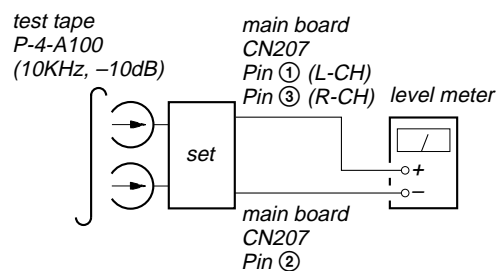 test tape
P-4-A100
(10KHz, –10dB)
main board
CN207
Pin ① (L-CH)
Pin ③ (R-CH)
level meter
set
+
–
main board
CN207
Pin ②